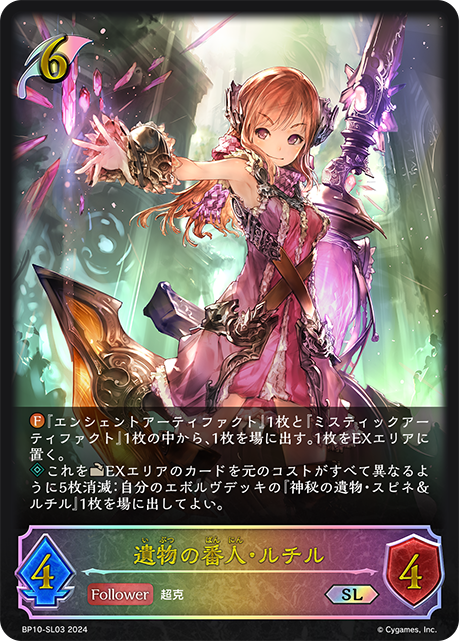 6
F『エンシェントアーティファクト』1枚と『ミスティックアー
ティファクト』1枚の中から、1枚を場に出す。1枚をEXエリアに
置く。
これをEXエリアのカードを元のコストがすべて異なるよ
うに5枚消滅：自分のエボルヴデッキの『神秘の遺物・スピネ&
ルチル』1枚を場に出してよい。
いぶつ ばんにん
遺物の番人・ルチル
4
Follower 超克
SL
4
BP10-SL03 2024
© Cygames, Inc.